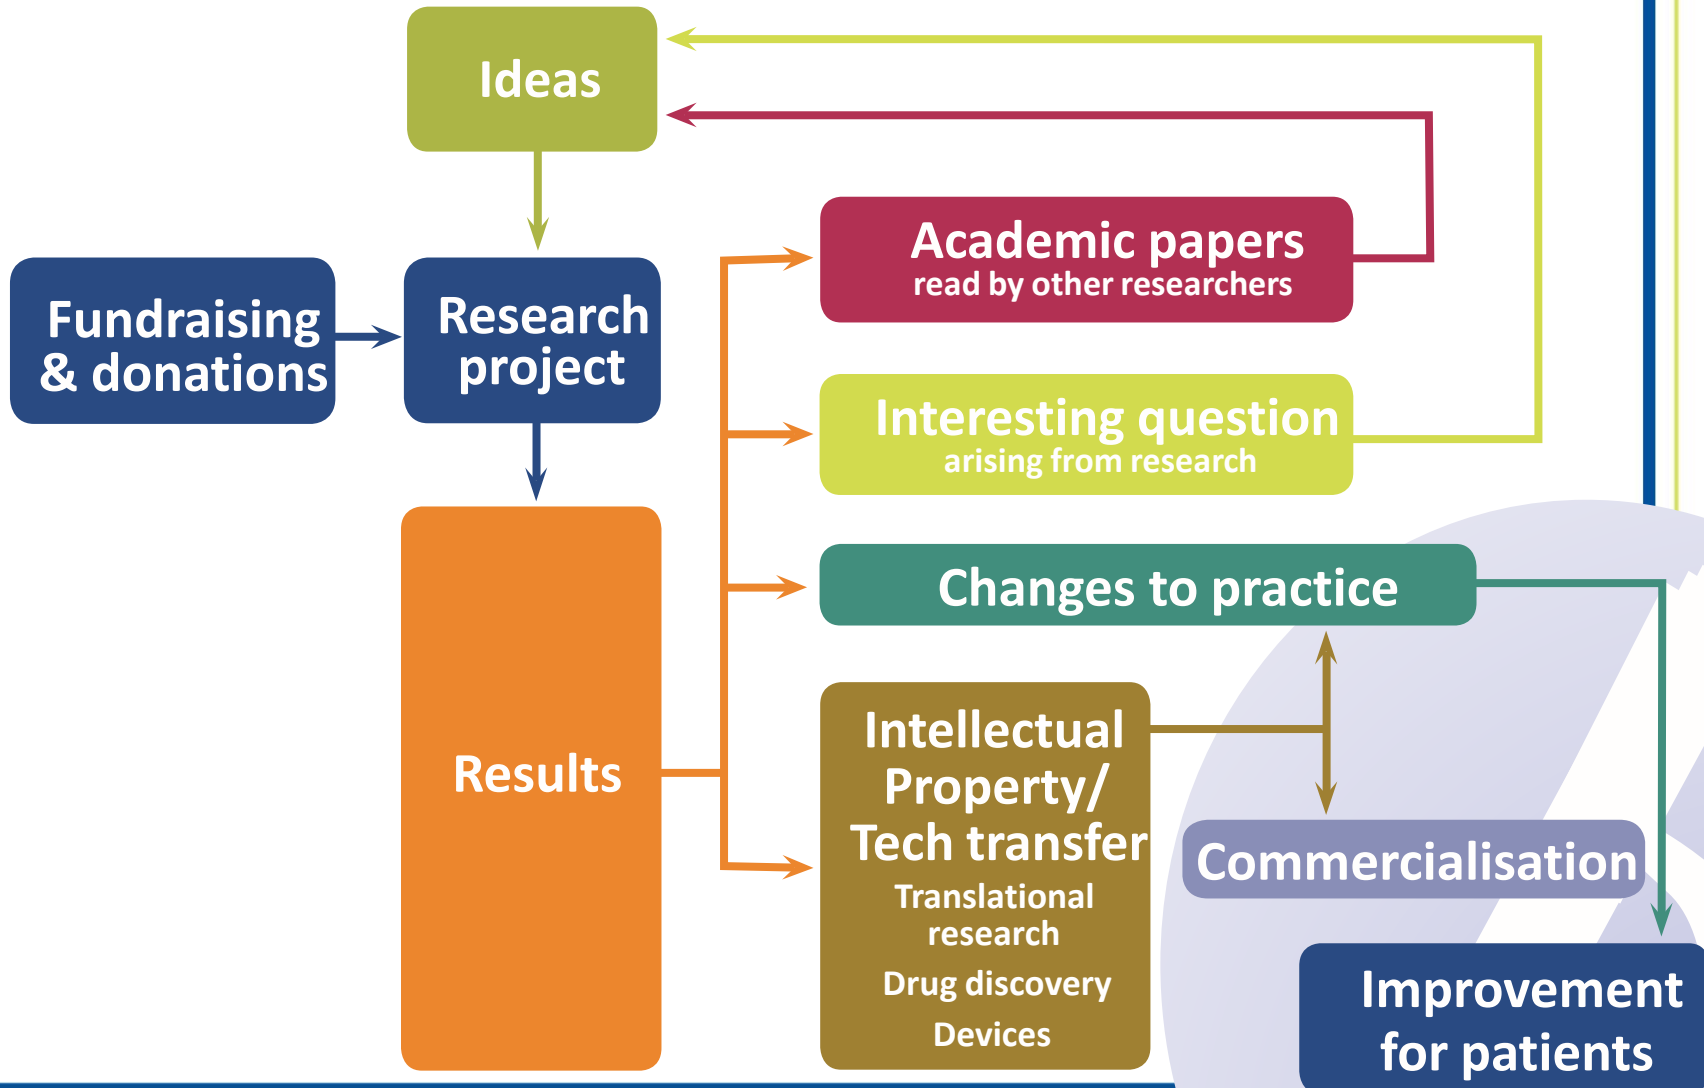 Ideas
Fundraising
& donations
Research
project
Academic papers
read by other researchers
Interesting question
arising from research
Changes to practice
Results
Intellectual
Property/
Tech transfer
Translational
research
Drug discovery
Devices
Commercialisation
Improvement
for patients